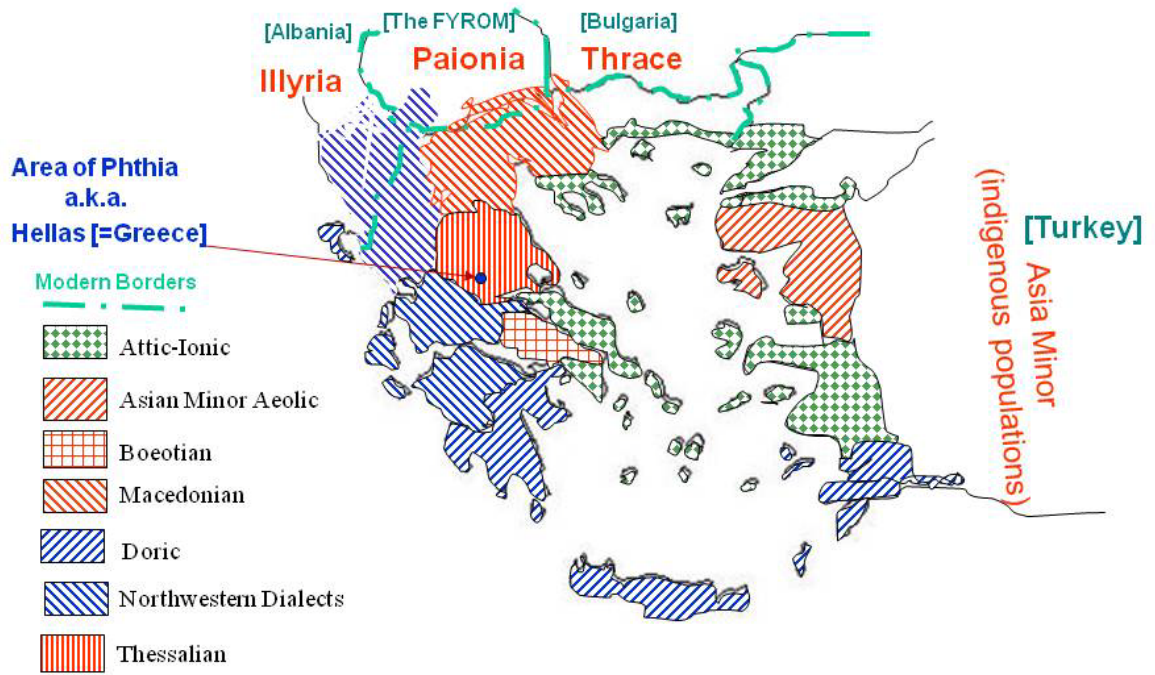 [Albania]
[The FYROM]
[Bulgaria]
Illyria
Paionia
Thrace
Area of Phthia
a.k.a.
Hellas [=Greece]
Modern Borders
Attic-Ionic
Asian Minor Aeolic
Boeotian
Macedonian
Doric
Northwestern Dialects
Thessalian
[Turkey]
Asia Minor
(indigenous populations)